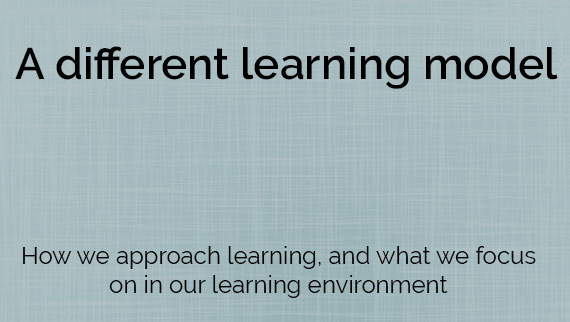 A different learning model
How we approach learning, and what we focus
on in our learning environment